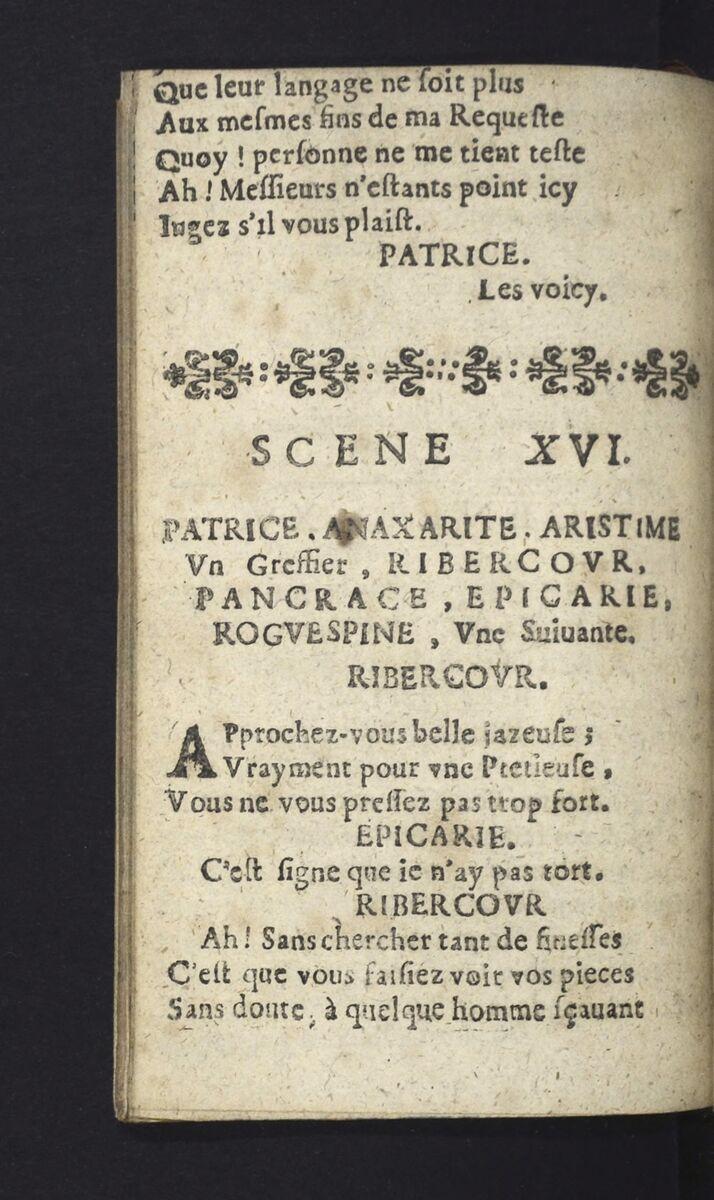 Que leur langage ne ſoit plus
Aux meſmes fins de ma Requeſte
Quoy ! perſonne ne me tient teſte
Ah ! Meſſieurs n'eſtants point icy
Iugez s'il vous plaiſt.
PATRICE.
Les voicy.
SCENE XVI.
PATRICE. ANAXARITE. ARISTIME
Vn Greffier, RIBERCOVR,
PANCRACE, EPICARIE,
ROGVESPINE, Vne Suiuante.
RIBERCOVR.
APprochez-vous belle jazeuſe ;
Vrayment pour vne Pretieuſe,
Vous ne vous preſſez pas trop fort.
EPICARIE.
C'eſt ſigne que ie n'ay pas tort.
RIBERCOVR
Ah! Sans chercher tant de fineſſes
C'eſt que vous faiſiez voir vos pieces
Sans doute, à quelque homme ſçauant